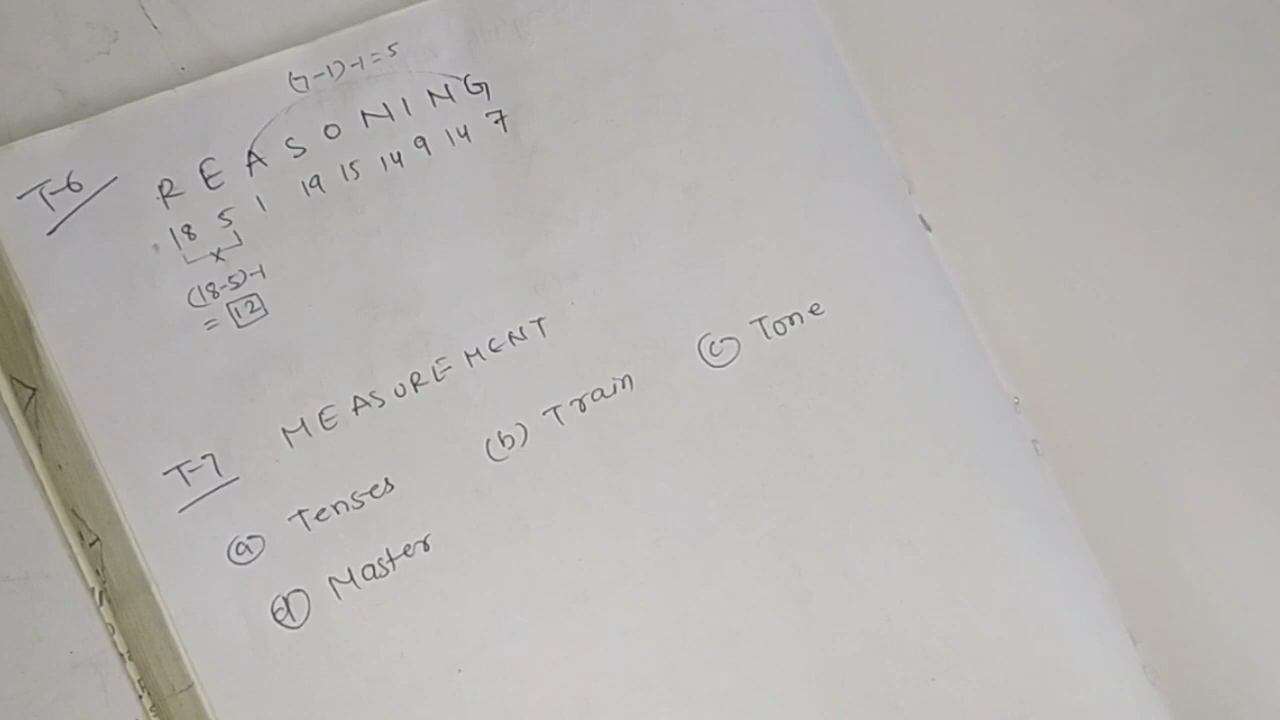 (7-1)-1=5
T-6 R E A S O N I N G
18 5 1 19 15 14 9 14 7
x
(18-5)-1
= 12
T-7 MEASUREMENT
(a) Tenses (b) Train (c) Tone
(d) Master